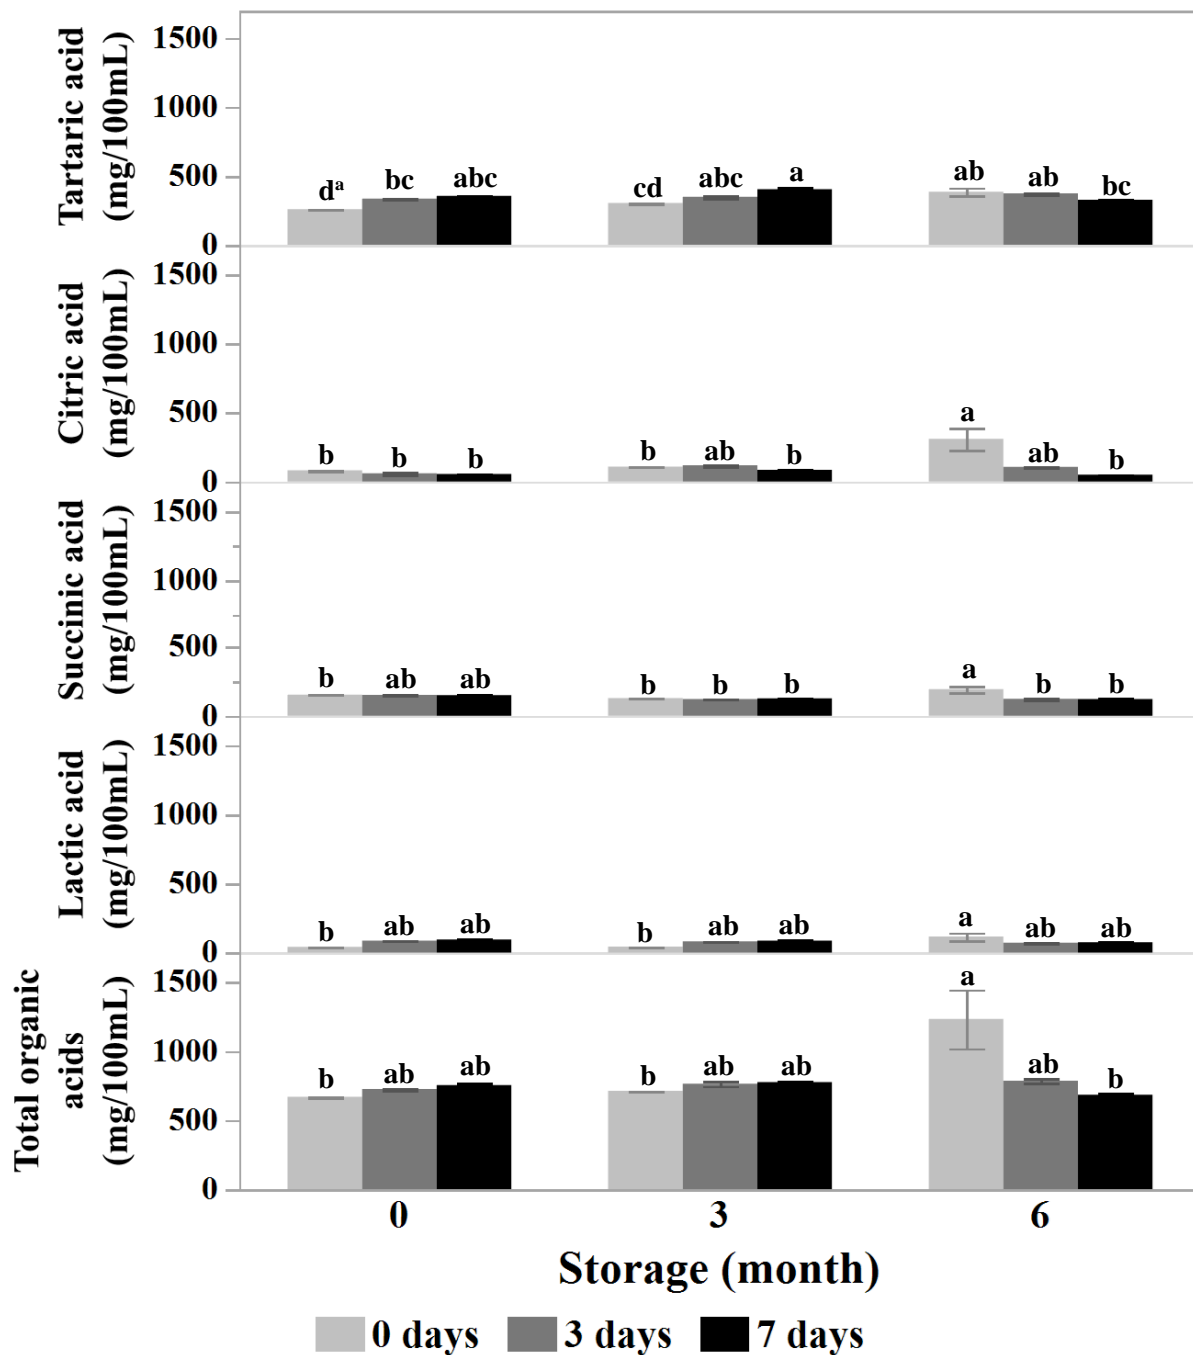 Tartaric acid
(mg/100mL)
1500
1000
500
0
dᵃ bc abc cd abc a ab ab bc
Citric acid
(mg/100mL)
1500
1000
500
0
b b b b ab b a ab b
Succinic acid
(mg/100mL)
1500
1000
500
0
b ab ab b b b a b b
Lactic acid
(mg/100mL)
1500
1000
500
0
b ab ab b ab ab a ab ab
Total organic
acids
(mg/100mL)
1500
1000
500
0
b ab ab b ab ab a ab b
0 3 6
Storage (month)
0 days 3 days 7 days